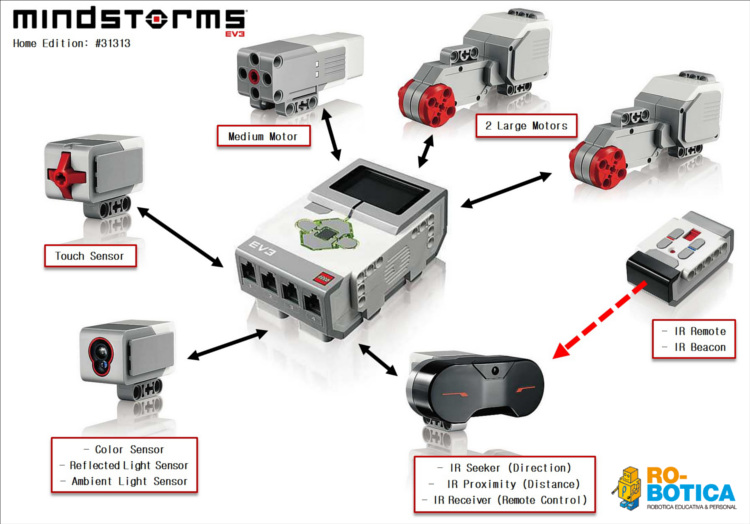 mindstorms
EV3
Home Edition: #31313
Medium Motor
2 Large Motors
Touch Sensor
EV3
LEGO
- IR Remote
- IR Beacon
- Color Sensor
- Reflected Light Sensor
- Ambient Light Sensor
- IR Seeker (Direction)
- IR Proximity (Distance)
- IR Receiver (Remote Control)
RO-
BOTICA
ROBOTICA EDUCATIVA & PERSONAL